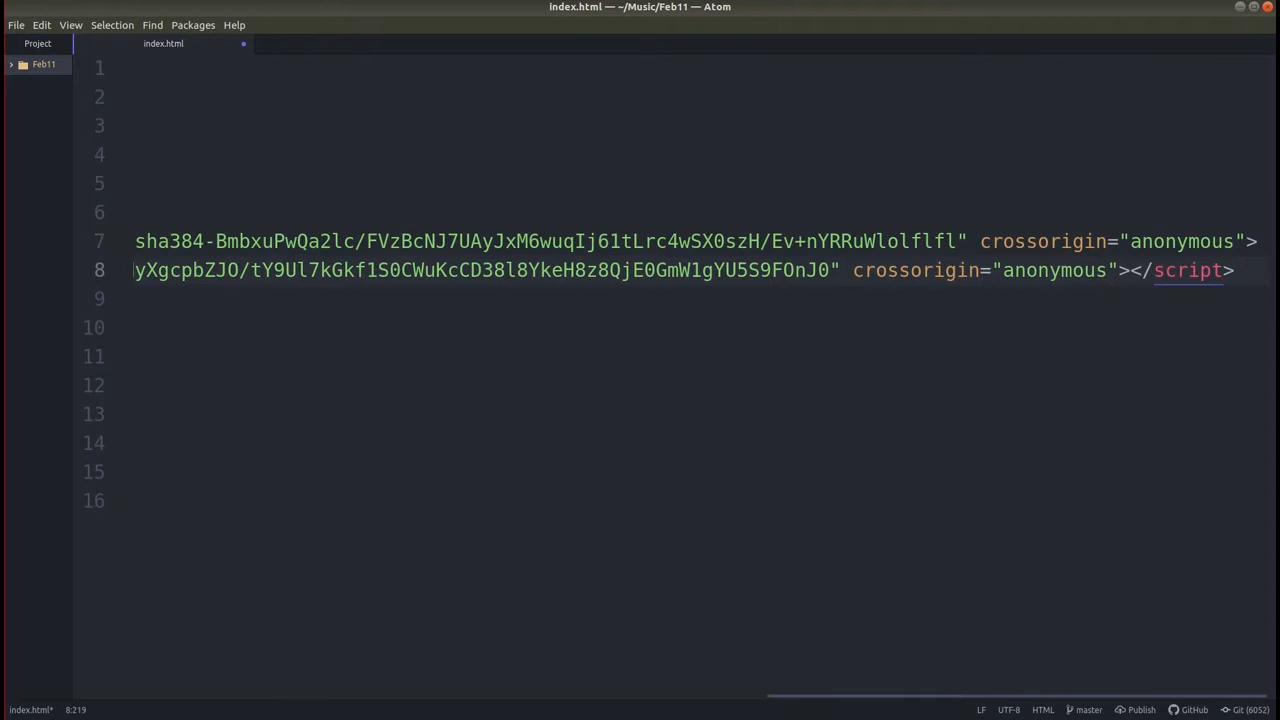 index.html — ~/Music/Feb11 — Atom
File Edit View Selection Find Packages Help
Project index.html
Feb11
1
2
3
4
5
6
7 sha384-BmbxuPwQa2lc/FVzBcNJ7UAyJxM6wuqIj61tLrc4wSX0szH/Ev+nYRRuWlolflfl" crossorigin="anonymous">
8 yXgcpbZJO/tY9Ul7kGkf1S0CWuKcCD38l8YkeH8z8QjE0GmW1gYU5S9FOnJ0" crossorigin="anonymous"></script>
9
10
11
12
13
14
15
16
index.html* 8:219 LF UTF-8 HTML master Publish GitHub Git (6052)